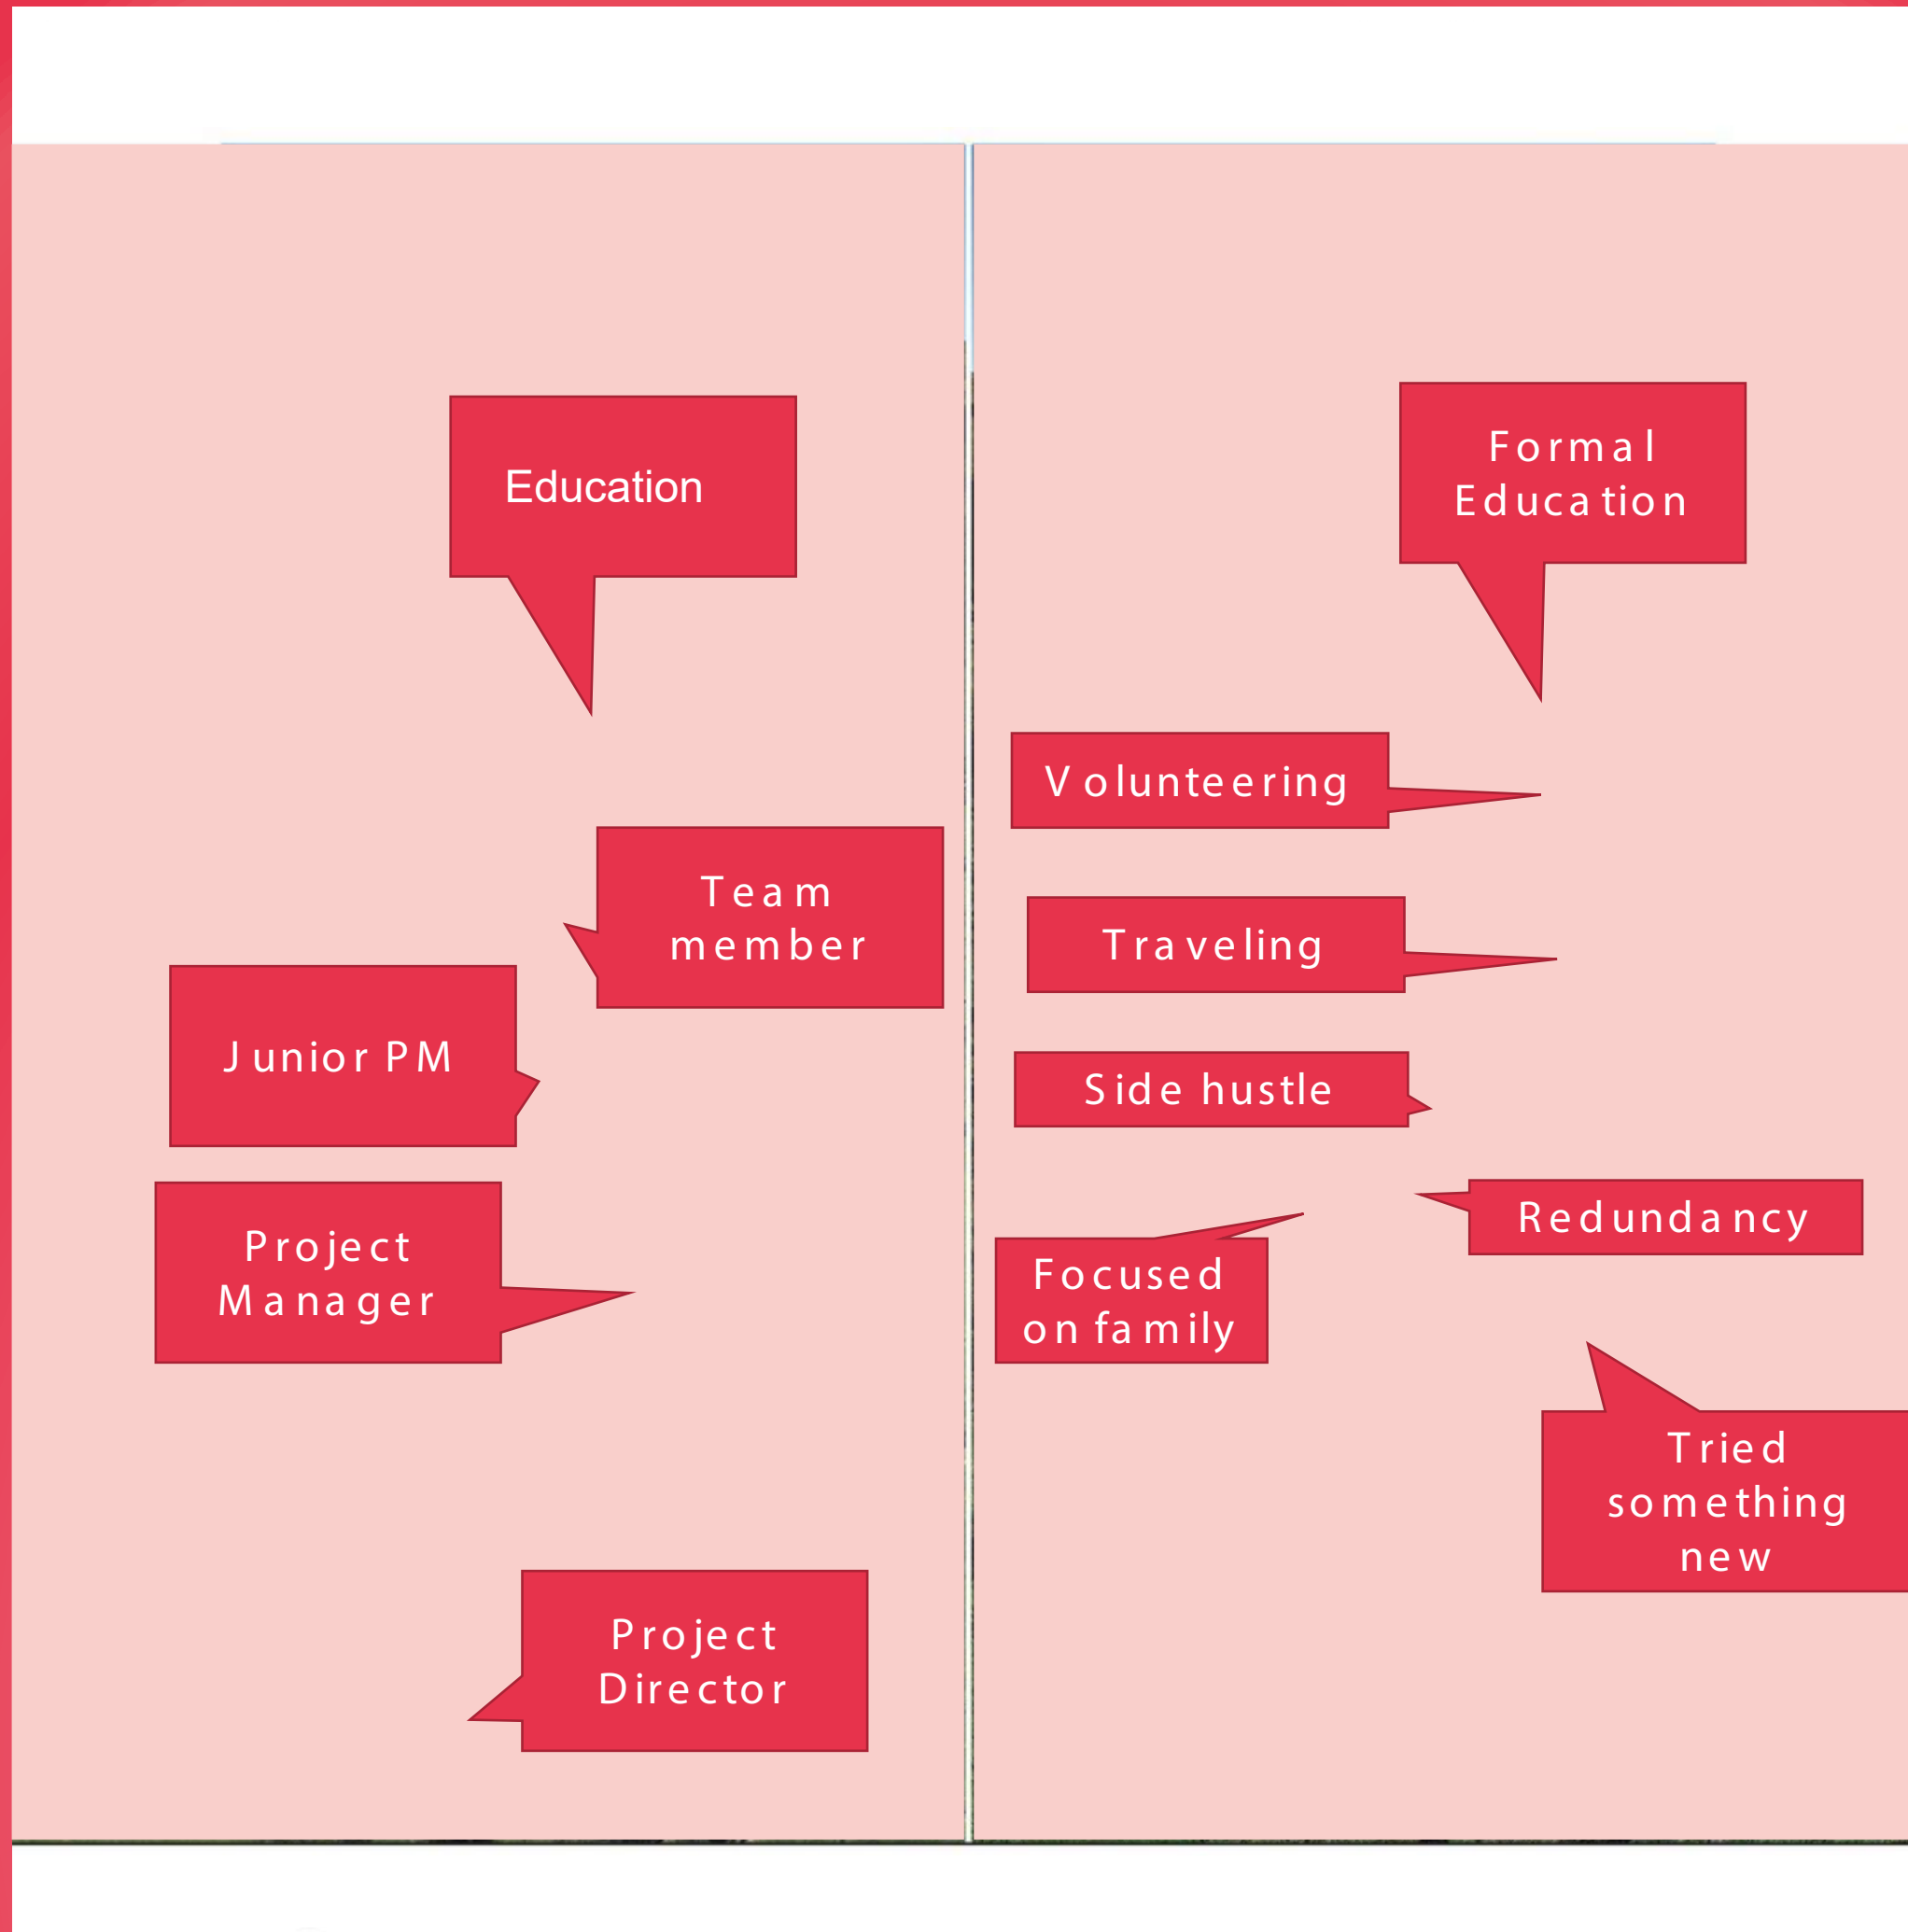 Education
Team
member
Junior PM
Project
Manager
Project
Director
Formal
Education
Volunteering
Traveling
Side hustle
Redundancy
Focused
on family
Tried
something
new